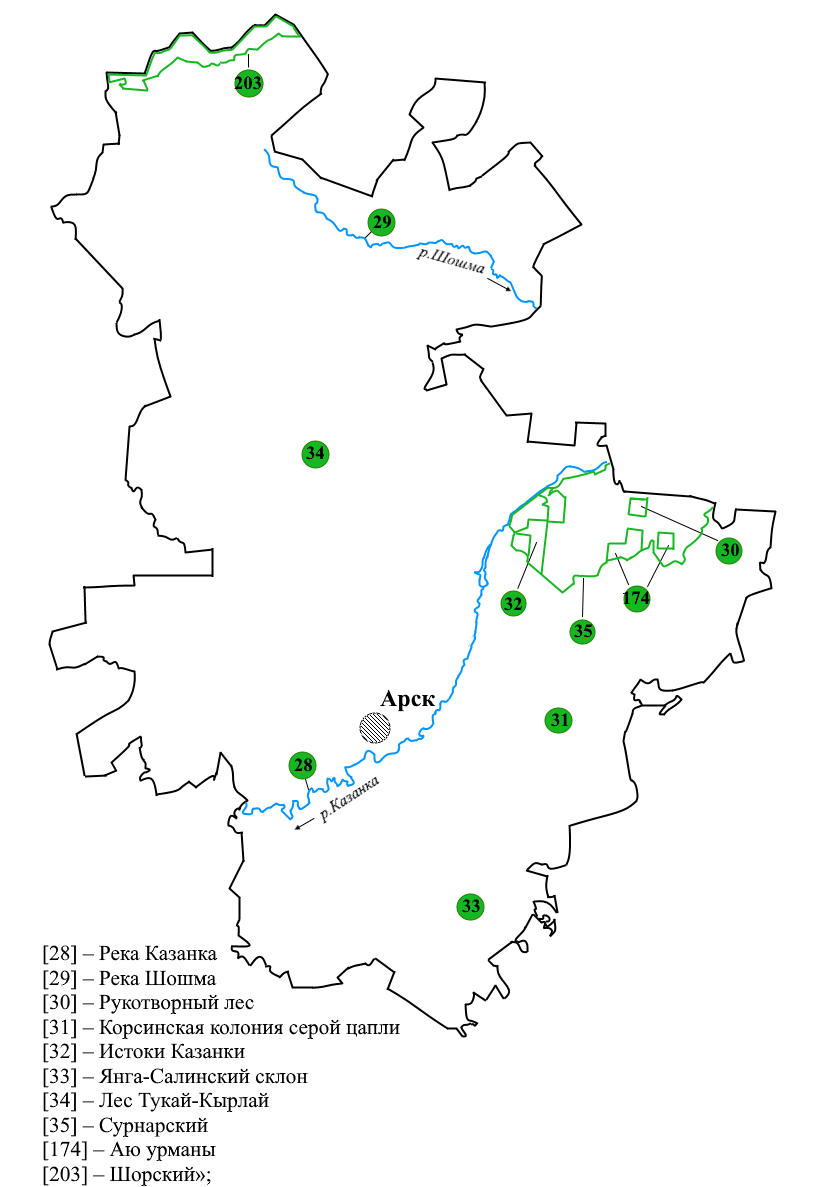 203
29
р.Шошма
34
30
32
174
35
Арск
31
28
р.Казанка
33
[28] – Река Казанка
[29] – Река Шошма
[30] – Рукотворный лес
[31] – Корсинская колония серой цапли
[32] – Истоки Казанки
[33] – Янга-Салинский склон
[34] – Лес Тукай-Кырлай
[35] – Сурнарский
[174] – Аю урманы
[203] – Шорский»;